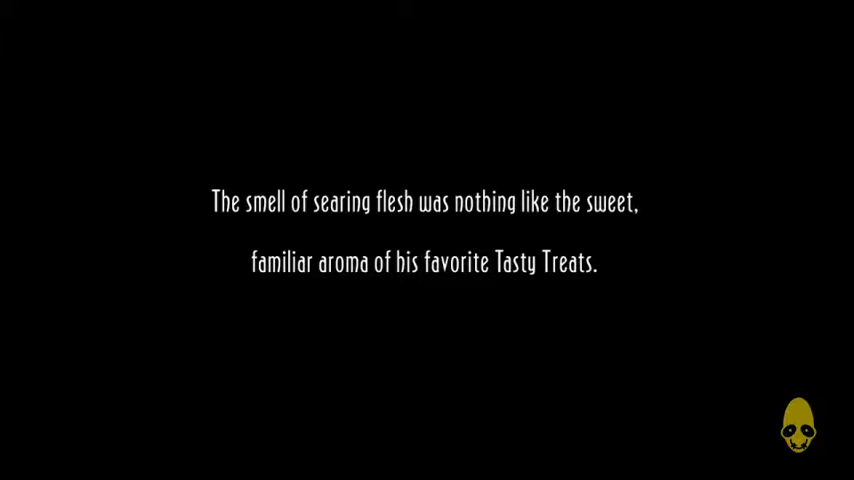 The smell of searing flesh was nothing like the sweet,
familiar aroma of his favorite Tasty Treats.